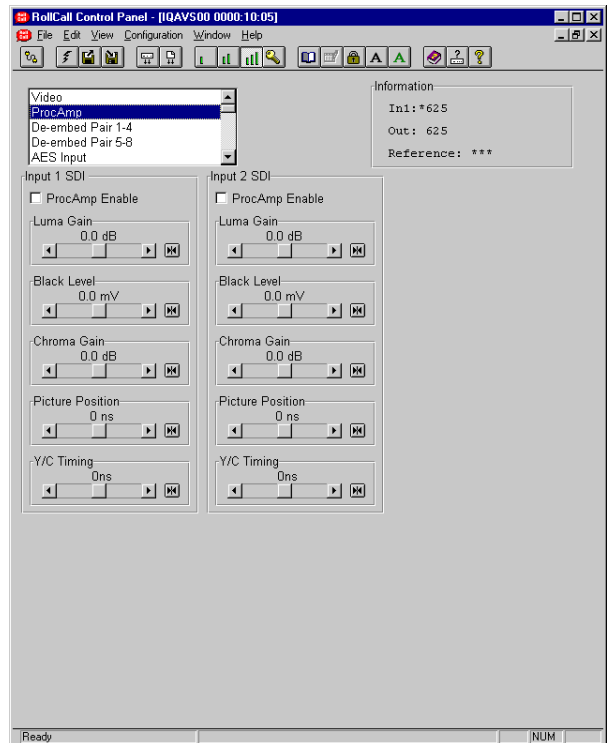 RollCall Control Panel - [IQAVS00 0000:10:05]
File Edit View Configuration Window Help
A A
Video
ProcAmp
De-embed Pair 1-4
De-embed Pair 5-8
AES Input
Information
In1:*625
Out: 625
Reference: ***
Input 1 SDI
ProcAmp Enable
Luma Gain
0.0 dB
Black Level
0.0 mV
Chroma Gain
0.0 dB
Picture Position
0 ns
Y/C Timing
0ns
Input 2 SDI
ProcAmp Enable
Luma Gain
0.0 dB
Black Level
0.0 mV
Chroma Gain
0.0 dB
Picture Position
0 ns
Y/C Timing
0ns
Ready
NUM